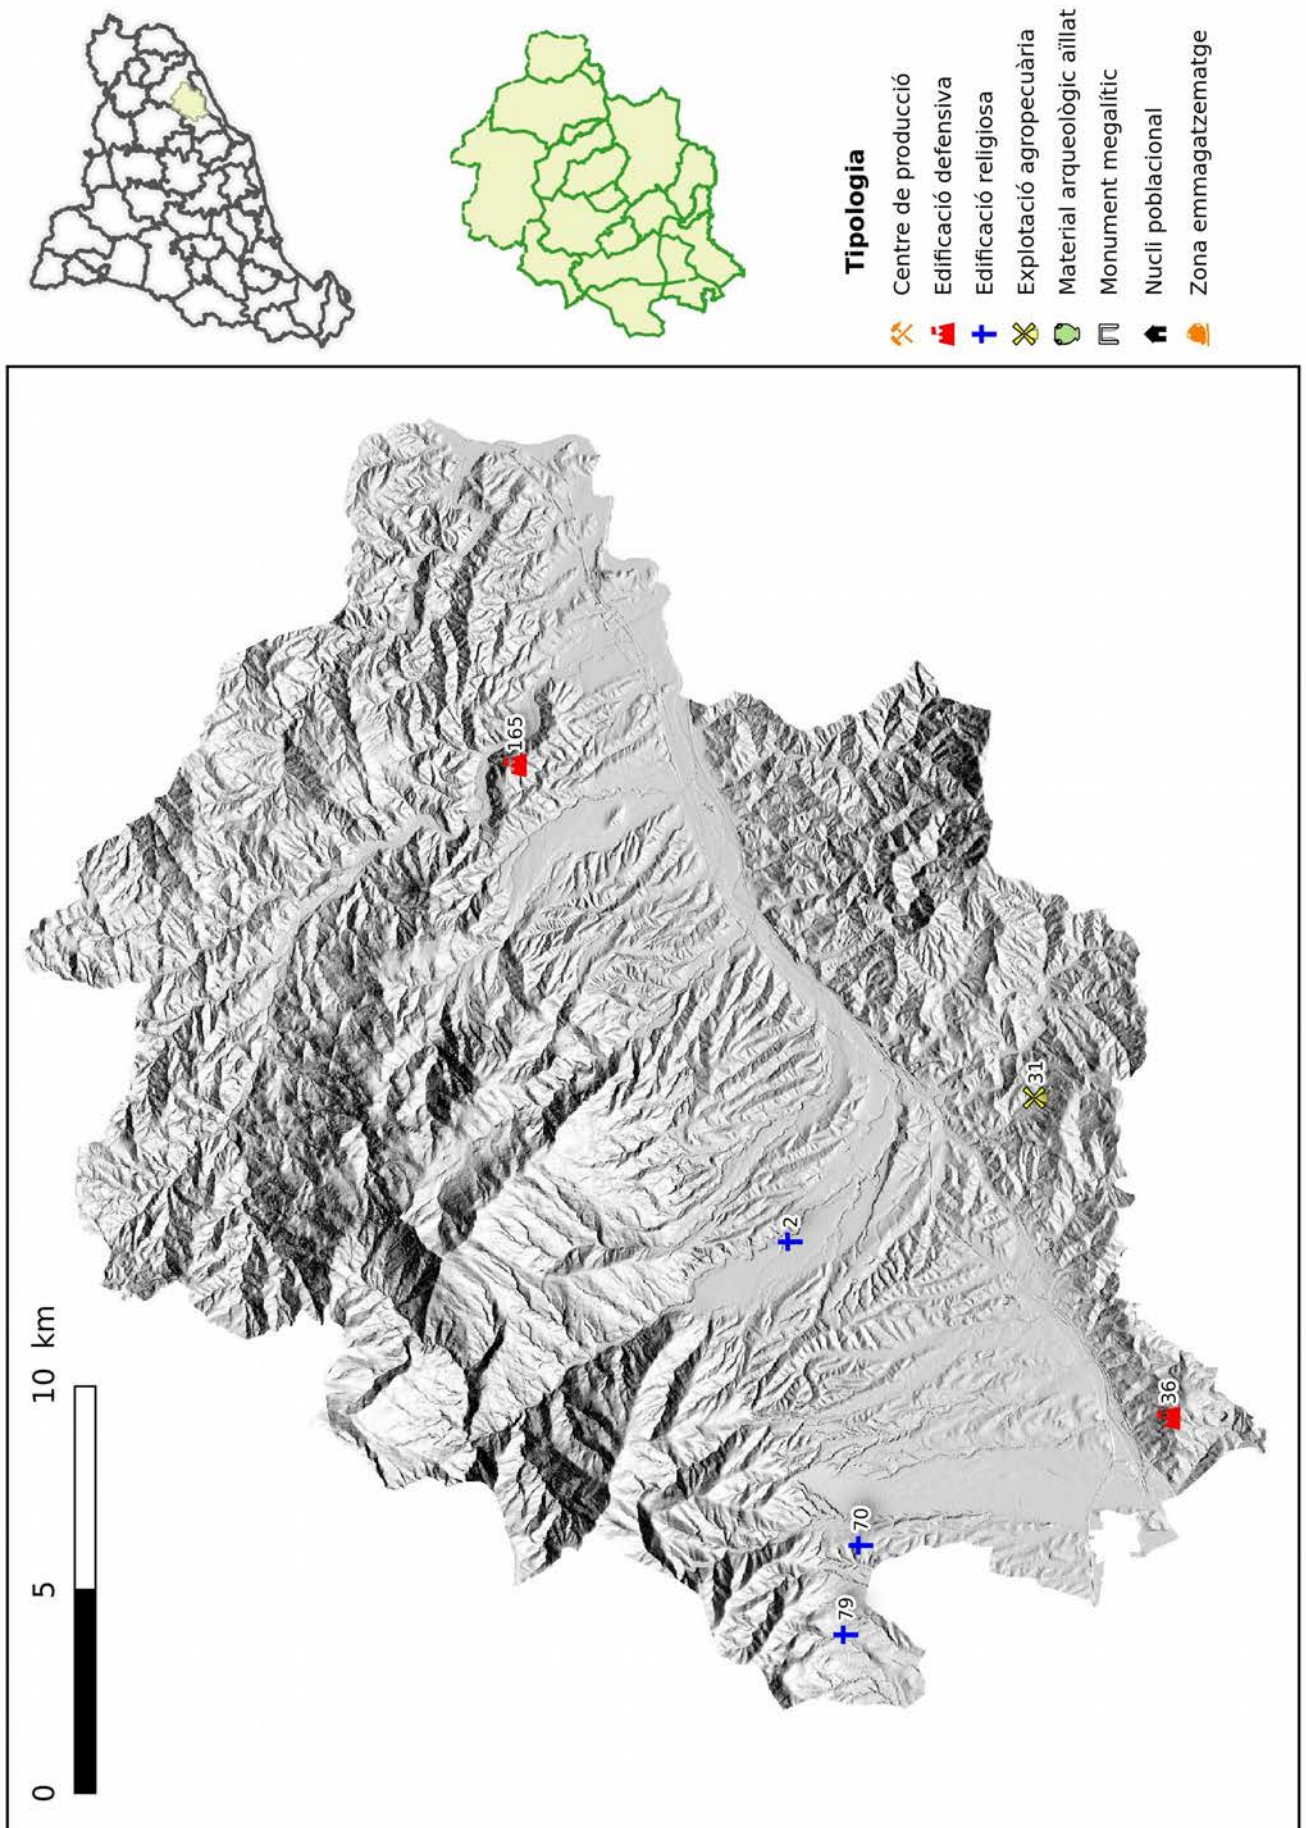 Tipologia
Centre de producció
Edificació defensiva
Edificació religiosa
Explotació agropecuària
Material arqueològic aïllat
Monument megalític
Nucli poblacional
Zona emmagatzematge
0 5 10 km
165
31
2
36
70
79